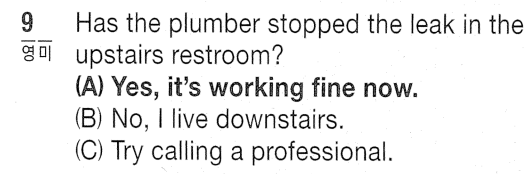 9 Has the plumber stopped the leak in the
영미 upstairs restroom?
(A) Yes, it's working fine now.
(B) No, I live downstairs.
(C) Try calling a professional.